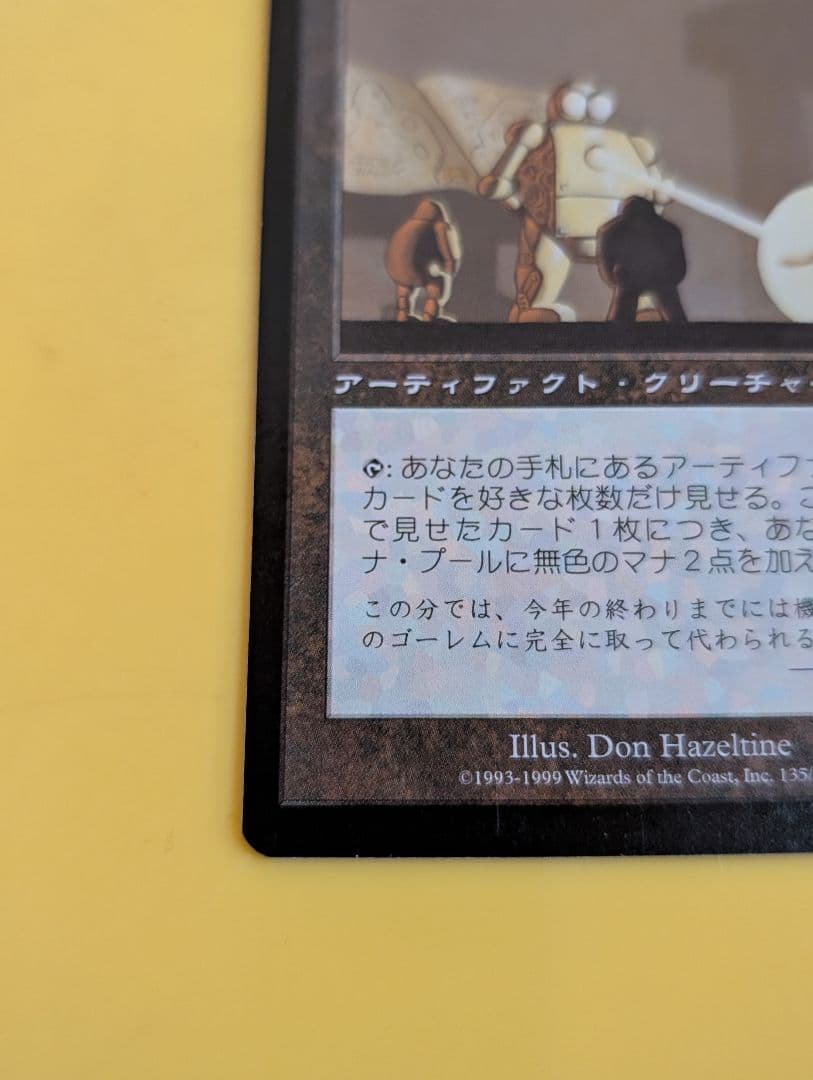 アーティファクト・クリーチャー
: あなたの手札にあるアーティファ
カードを好きな枚数だけ見せる。こ
で見せたカード1枚につき、あな
ナ・プールに無色のマナ2点を加え
この分では、今年の終わりまでには機
のゴーレムに完全に取って代わられる
Illus. Don Hazeltine
©1993-1999 Wizards of the Coast, Inc. 135/